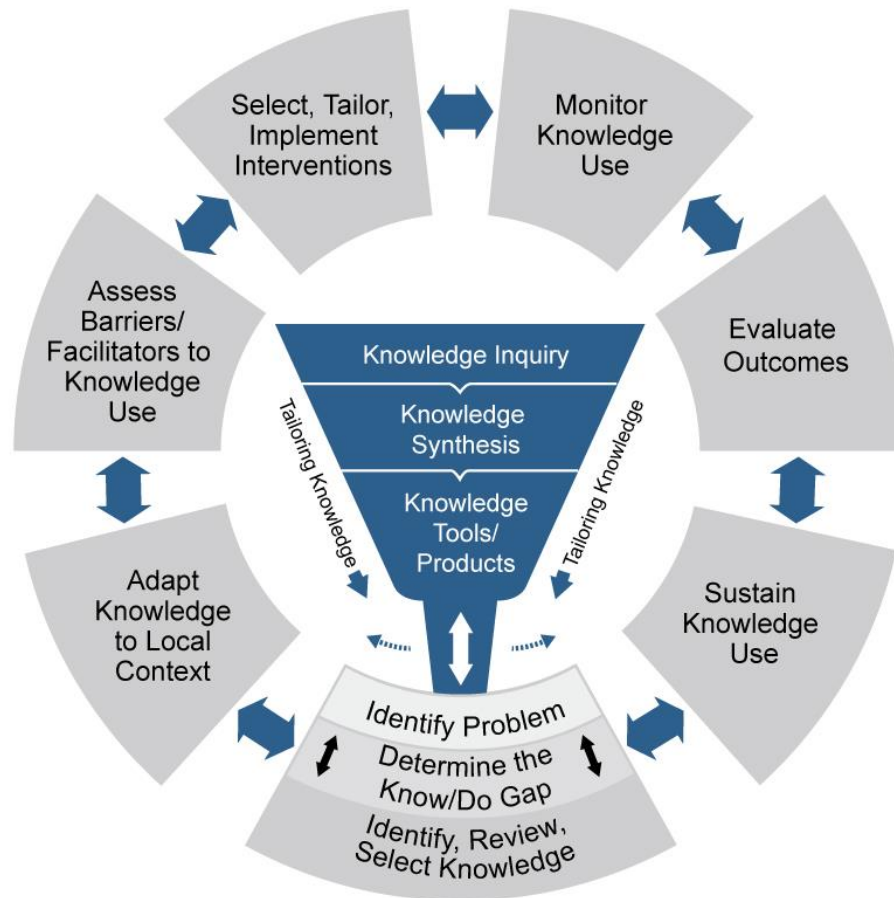 Select, Tailor,
Implement
Interventions
Monitor
Knowledge
Use
Assess
Barriers/
Facilitators to
Knowledge
Use
Evaluate
Outcomes
Knowledge Inquiry
Knowledge
Synthesis
Knowledge
Tools/
Products
Tailoring Knowledge
Tailoring Knowledge
Adapt
Knowledge
to Local
Context
Sustain
Knowledge
Use
Identify Problem
Determine the
Know/Do Gap
Identify, Review,
Select Knowledge